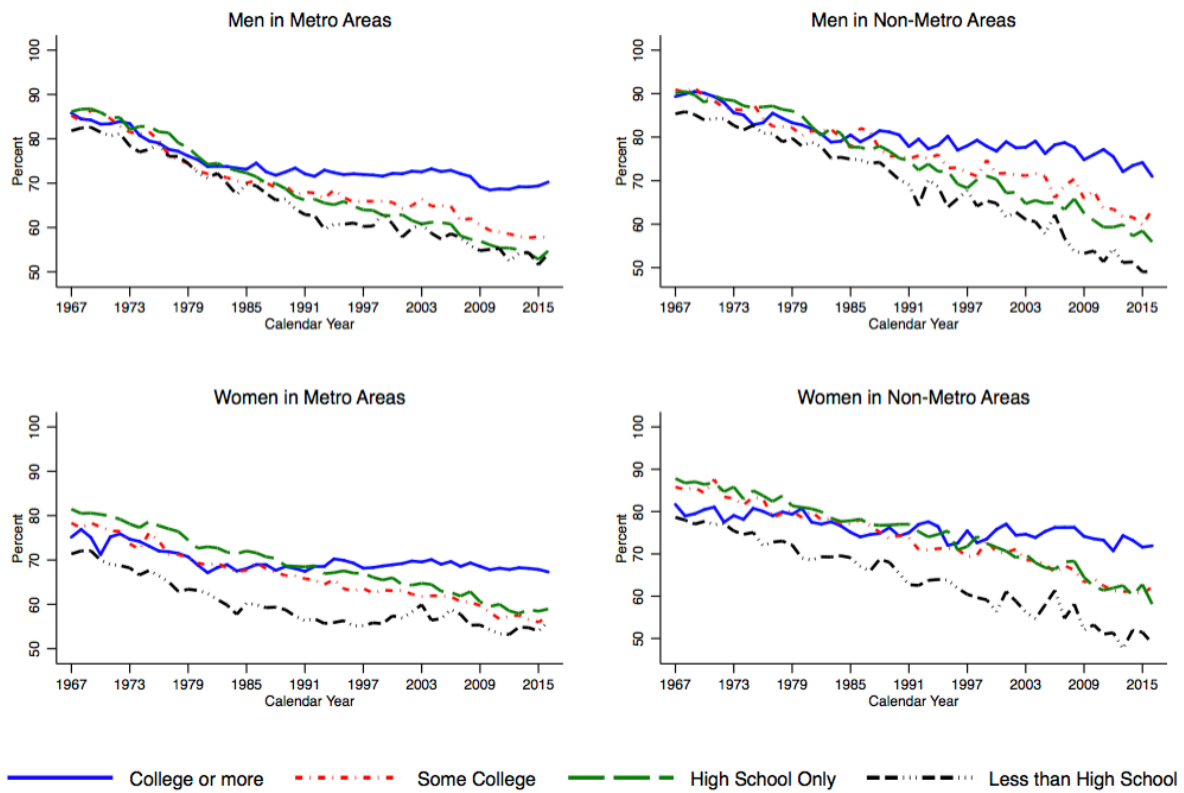 Men in Metro Areas
Percent
100
90
80
70
60
50
1967 1973 1979 1985 1991 1997 2003 2009 2015
Calendar Year
Men in Non-Metro Areas
Percent
100
90
80
70
60
50
1967 1973 1979 1985 1991 1997 2003 2009 2015
Calendar Year
Women in Metro Areas
Percent
100
90
80
70
60
50
1967 1973 1979 1985 1991 1997 2003 2009 2015
Calendar Year
Women in Non-Metro Areas
Percent
100
90
80
70
60
50
1967 1973 1979 1985 1991 1997 2003 2009 2015
Calendar Year
College or more Some College High School Only Less than High School